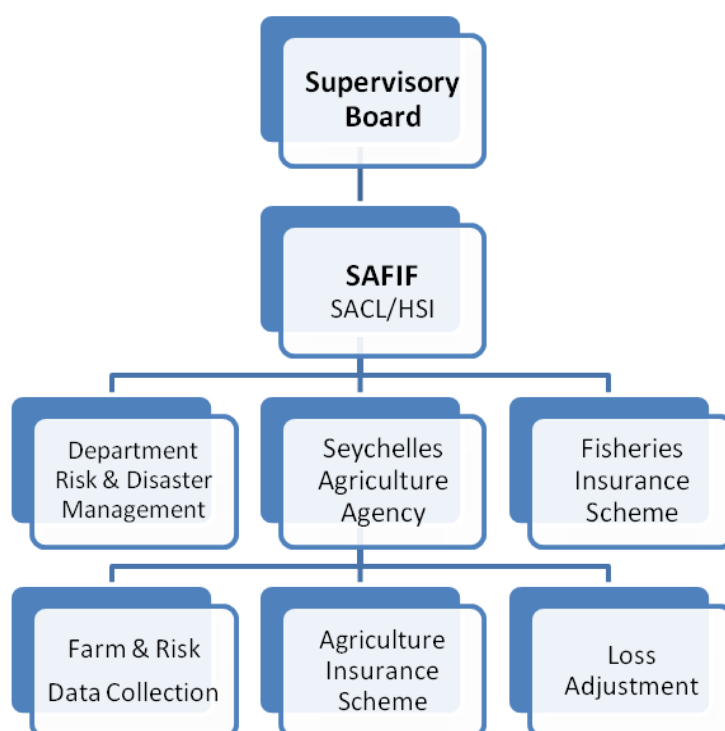 Supervisory
Board
SAFIF
SACL/HSI
Department
Risk & Disaster
Management
Seychelles
Agriculture
Agency
Fisheries
Insurance
Scheme
Farm & Risk
Data Collection
Agriculture
Insurance
Scheme
Loss
Adjustment